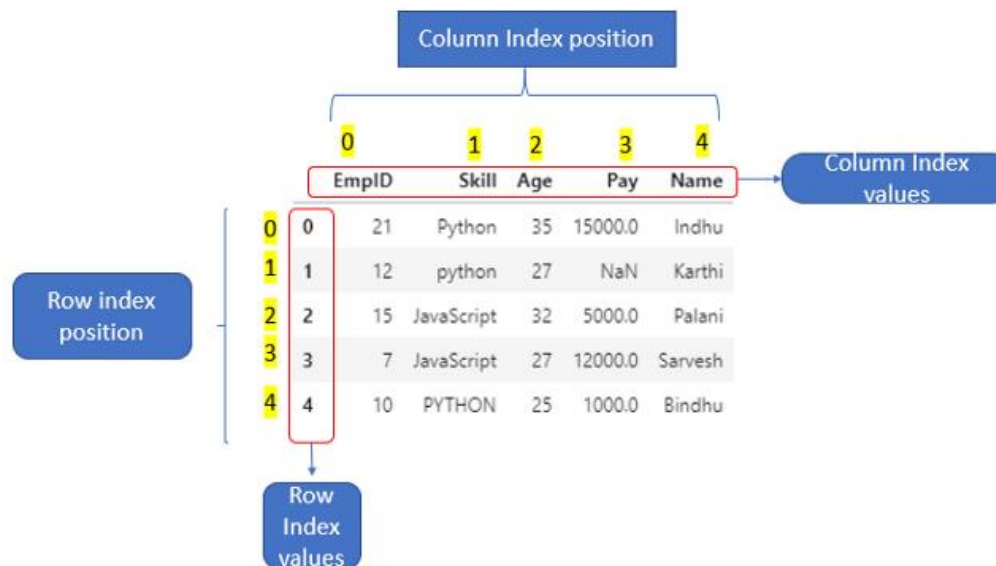 Column Index position
0 1 2 3 4
EmpID Skill Age Pay Name
Column Index
values
0 0 21 Python 35 15000.0 Indhu
1 1 12 python 27 NaN Karthi
Row index
position
2 2 15 JavaScript 32 5000.0 Palani
3 3 7 JavaScript 27 12000.0 Sarvesh
4 4 10 PYTHON 25 1000.0 Bindhu
Row
Index
values